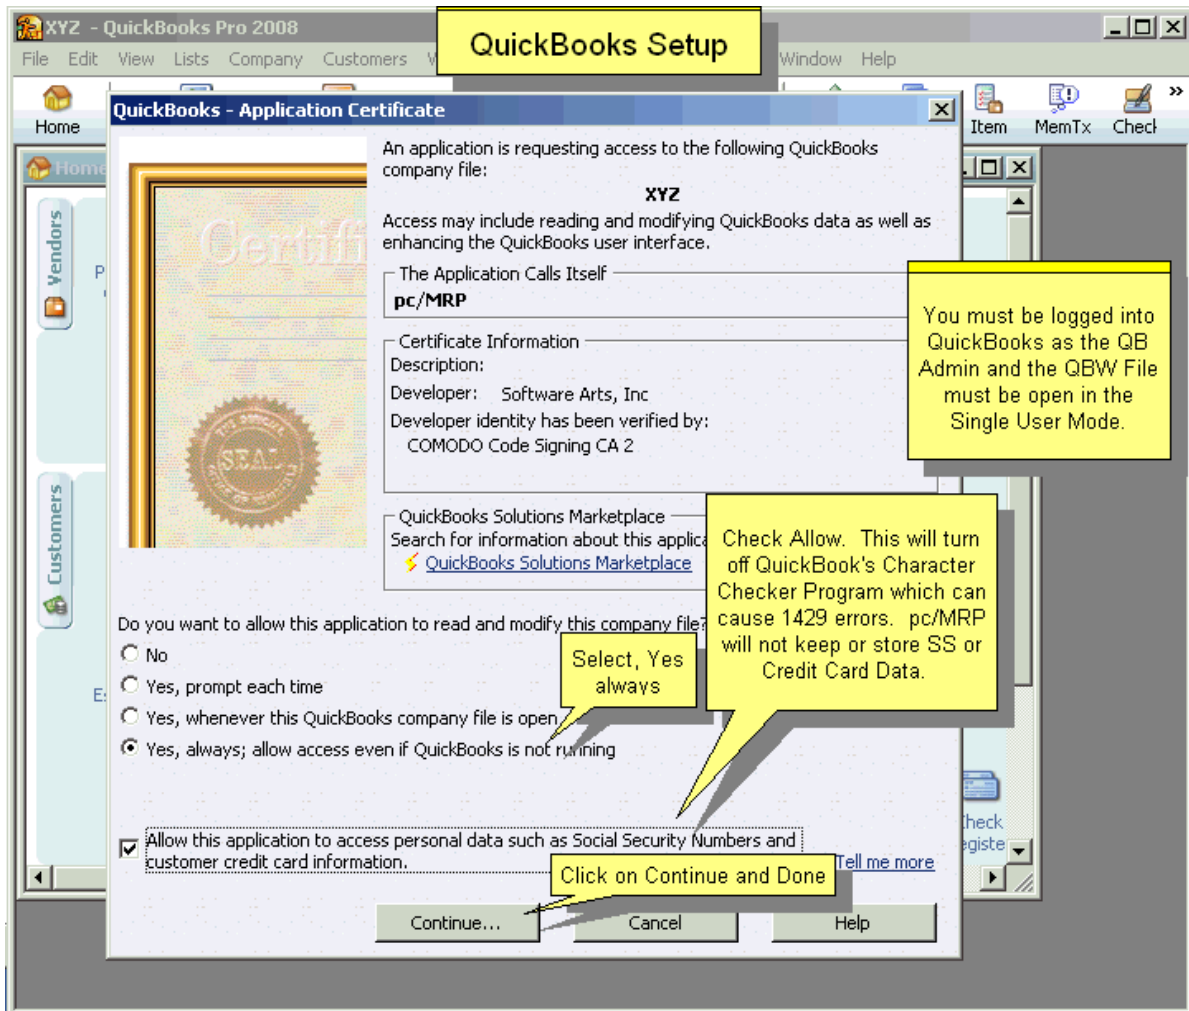 XYZ - QuickBooks Pro 2008
QuickBooks Setup
File Edit View Lists Company Customers Window Help
Home
Item MemTx
QuickBooks - Application Certificate
Home
Vendors
Customers
An application is requesting access to the following QuickBooks
company file:
XYZ
Access may include reading and modifying QuickBooks data as well as
enhancing the QuickBooks user interface.
The Application Calls Itself
pc/MRP
Certificate Information
Description:
Developer: Software Arts, Inc
Developer identity has been verified by:
COMODO Code Signing CA 2
SEAL
QuickBooks Solutions Marketplace
Search for information about this
QuickBooks Solutions Marketplace
You must be logged into
QuickBooks as the QB
Admin and the QBW File
must be open in the
Single User Mode.
Check Allow. This will turn
off QuickBook's Character
Checker Program which can
cause 1429 errors. pc/MRP
will not keep or store SS or
Credit Card Data.
Do you want to allow this application to read and modify this company file?
No
Yes, prompt each time
Yes, whenever this QuickBooks company file is open
Yes, always; allow access even if QuickBooks is not running
Select, Yes
always
Allow this application to access personal data such as Social Security Numbers and
customer credit card information.
Tell me more
Click on Continue and Done
Continue...
Cancel
Help